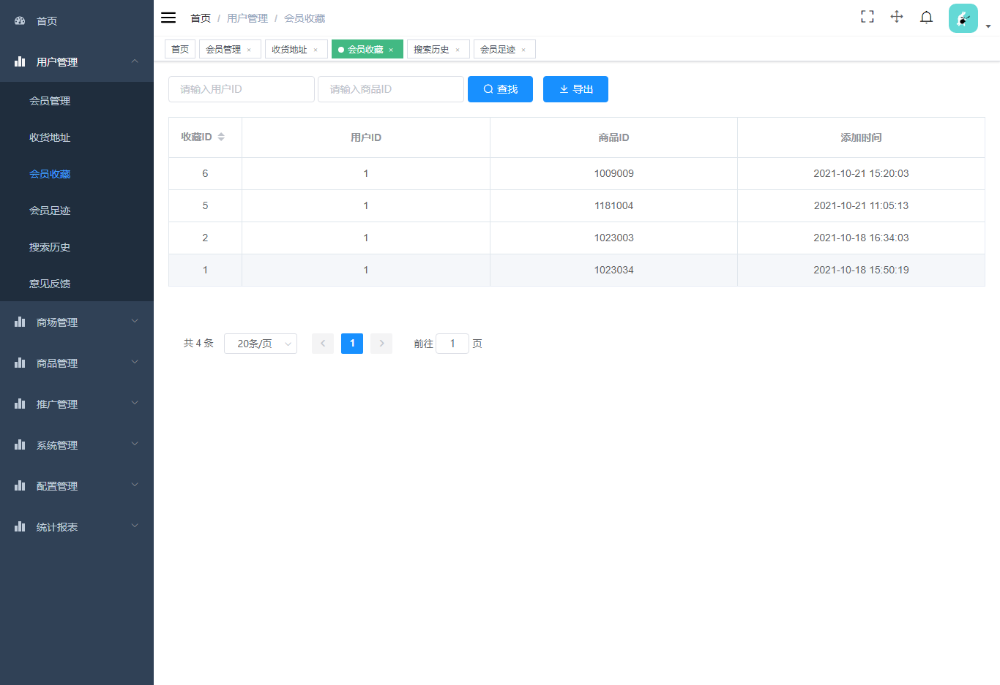 首页
用户管理
会员管理
收货地址
会员收藏
会员足迹
搜索历史
意见反馈
商场管理
商品管理
推广管理
系统管理
配置管理
统计报表
首页 / 用户管理 / 会员收藏
首页 会员管理 × 收货地址 × 会员收藏 × 搜索历史 × 会员足迹 ×
请输入用户ID 请输入商品ID 查找 导出
收藏ID 用户ID 商品ID 添加时间
6 1 1009009 2021-10-21 15:20:03
5 1 1181004 2021-10-21 11:05:13
2 1 1023003 2021-10-18 16:34:03
1 1 1023034 2021-10-18 15:50:19
共 4 条 20条/页 1 前往 1 页